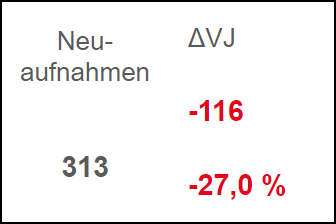 Neu-
aufnahmen
313
ΔVJ
-116
-27,0 %